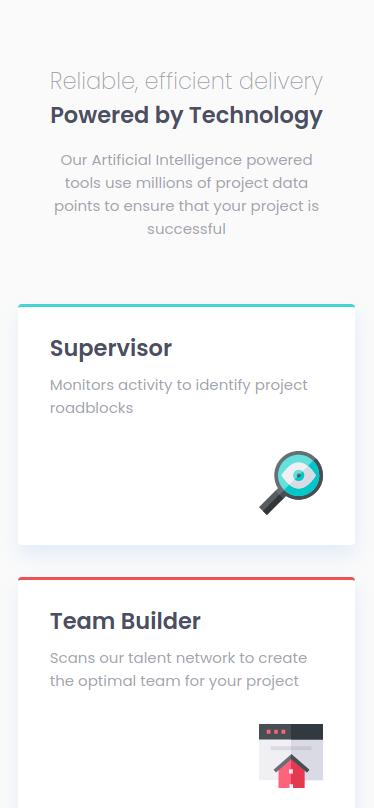 Reliable, efficient delivery
Powered by Technology
Our Artificial Intelligence powered
tools use millions of project data
points to ensure that your project is
successful
Supervisor
Monitors activity to identify project
roadblocks
Team Builder
Scans our talent network to create
the optimal team for your project